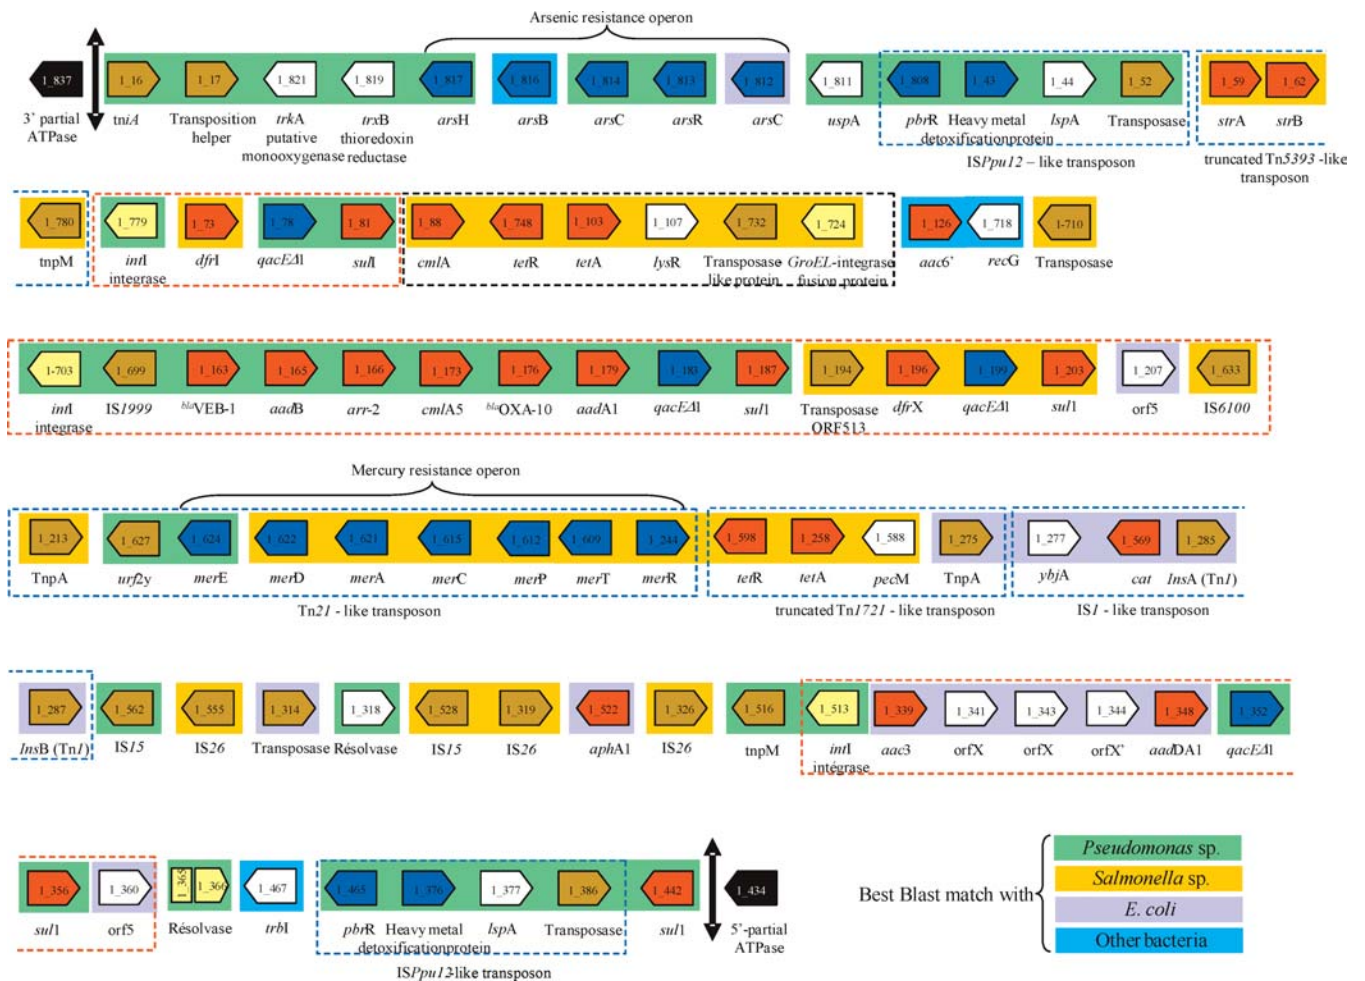 Arsenic resistance operon
1_837 1_16 1_17 1_821 1_819 1_817 1_816 1_814 1_813 1_812 1_811 1_808 1_43 1_44 1_52 1_59 1_62
3' partial ATPase tniA Transposition helper trkA putative monooxygenase trxB thioredoxin reductase arsH arsB arsC arsR arsC uspA pbrR Heavy metal detoxificationprotein lspA Transposase strA strB
ISPpu12 – like transposon truncated Tn5393 -like transposon
1_780 1_779 1_73 1_78 1_81 1_88 1_748 1_103 1_107 1_732 1_724 1_126 1_718 1-710
tnpM intI integrase dfrI qacEΔ1 sulI cmlA tetR tetA lysR Transposase- like protein GroEL-integrase fusion protein aac6' recG Transposase
1-703 1_699 1_163 1_165 1_166 1_173 1_176 1_179 1_183 1_187 1_194 1_196 1_199 1_203 1_207 1_633
intI integrase IS1999 blaVEB-1 aadB arr-2 cmlA5 blaOXA-10 aadA1 qacEΔ1 sul1 Transposase ORF513 dfrX qacEΔ1 sul1 orf5 IS6100
Mercury resistance operon
1_213 1_627 1_624 1_622 1_621 1_615 1_612 1_609 1_244 1_598 1_258 1_588 1_275 1_277 1_569 1_285
TnpA urf2y merE merD merA merC merP merT merR tetR tetA pecM TnpA ybjA cat InsA (Tn1)
Tn21 - like transposon truncated Tn1721 - like transposon IS1 - like transposon
1_287 1_562 1_555 1_314 1_318 1_528 1_319 1_522 1_326 1_516 1_513 1_339 1_341 1_343 1_344 1_348 1_352
InsB (Tn1) IS15 IS26 Transposase Résolvase IS15 IS26 aphA1 IS26 tnpM intI intégrase aac3 orfX orfX orfX' aadDA1 qacEΔ1
1_356 1_360 1_365 1_366 1_467 1_465 1_376 1_377 1_386 1_442 1_434
sul1 orf5 Résolvase trbI pbrR Heavy metal detoxificationprotein lspA Transposase sul1 5'-partial ATPase
ISPpu12-like transposon
Best Blast match with
Pseudomonas sp.
Salmonella sp.
E. coli
Other bacteria